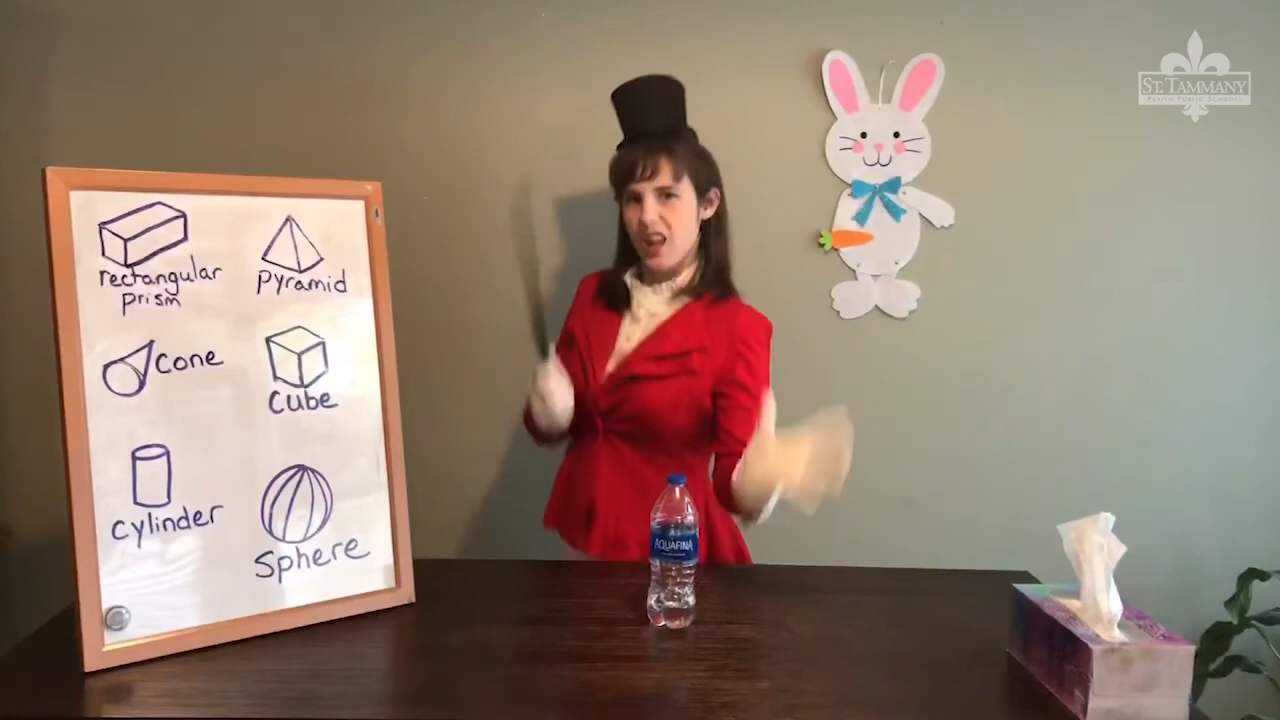 rectangular
prism
pyramid
cone
cube
cylinder
Sphere
AQUAFINA
ST. TAMMANY
PARISH PUBLIC SCHOOLS